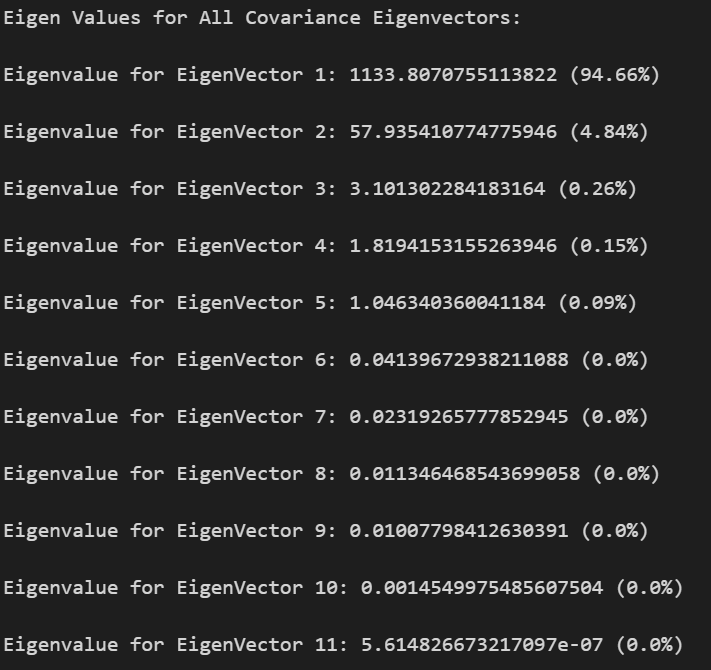 Eigen Values for All Covariance Eigenvectors:
Eigenvalue for EigenVector 1: 1133.8070755113822 (94.66%)
Eigenvalue for EigenVector 2: 57.935410774775946 (4.84%)
Eigenvalue for EigenVector 3: 3.101302284183164 (0.26%)
Eigenvalue for EigenVector 4: 1.8194153155263946 (0.15%)
Eigenvalue for EigenVector 5: 1.046340360041184 (0.09%)
Eigenvalue for EigenVector 6: 0.04139672938211088 (0.0%)
Eigenvalue for EigenVector 7: 0.02319265777852945 (0.0%)
Eigenvalue for EigenVector 8: 0.011346468543699058 (0.0%)
Eigenvalue for EigenVector 9: 0.01007798412630391 (0.0%)
Eigenvalue for EigenVector 10: 0.0014549975485607504 (0.0%)
Eigenvalue for EigenVector 11: 5.614826673217097e-07 (0.0%)